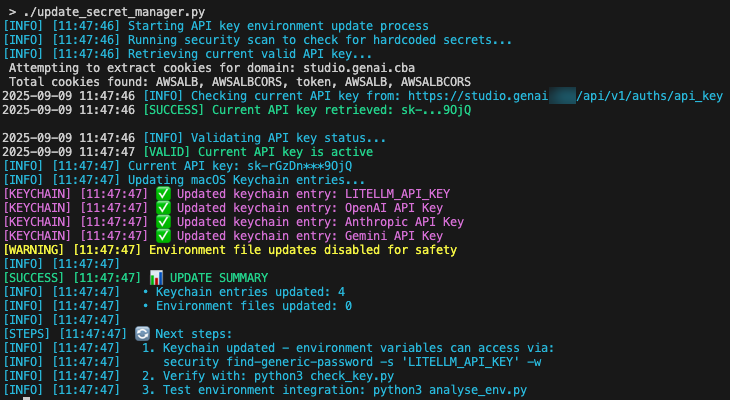 > ./update_secret_manager.py
[INFO] [11:47:46] Starting API key environment update process
[INFO] [11:47:46] Running security scan to check for hardcoded secrets...
[INFO] [11:47:46] Retrieving current valid API key...
Attempting to extract cookies for domain: studio.genai.cba
Total cookies found: AWSALB, AWSALBCORS, token, AWSALB, AWSALBCORS
2025-09-09 11:47:46 [INFO] Checking current API key from: https://studio.genai /api/v1/auths/api_key
2025-09-09 11:47:46 [SUCCESS] Current API key retrieved: sk-...9OjQ
2025-09-09 11:47:46 [INFO] Validating API key status...
2025-09-09 11:47:47 [VALID] Current API key is active
[INFO] [11:47:47] Current API key: sk-rGzDn***9OjQ
[INFO] [11:47:47] Updating macOS Keychain entries...
[KEYCHAIN] [11:47:47] ✅ Updated keychain entry: LITELLM_API_KEY
[KEYCHAIN] [11:47:47] ✅ Updated keychain entry: OpenAI API Key
[KEYCHAIN] [11:47:47] ✅ Updated keychain entry: Anthropic API Key
[KEYCHAIN] [11:47:47] ✅ Updated keychain entry: Gemini API Key
[WARNING] [11:47:47] Environment file updates disabled for safety
[INFO] [11:47:47]
[SUCCESS] [11:47:47] 📊 UPDATE SUMMARY
[INFO] [11:47:47] • Keychain entries updated: 4
[INFO] [11:47:47] • Environment files updated: 0
[INFO] [11:47:47]
[STEPS] [11:47:47] 🔄 Next steps:
[INFO] [11:47:47] 1. Keychain updated - environment variables can access via:
[INFO] [11:47:47] security find-generic-password -s 'LITELLM_API_KEY' -w
[INFO] [11:47:47] 2. Verify with: python3 check_key.py
[INFO] [11:47:47] 3. Test environment integration: python3 analyse_env.py